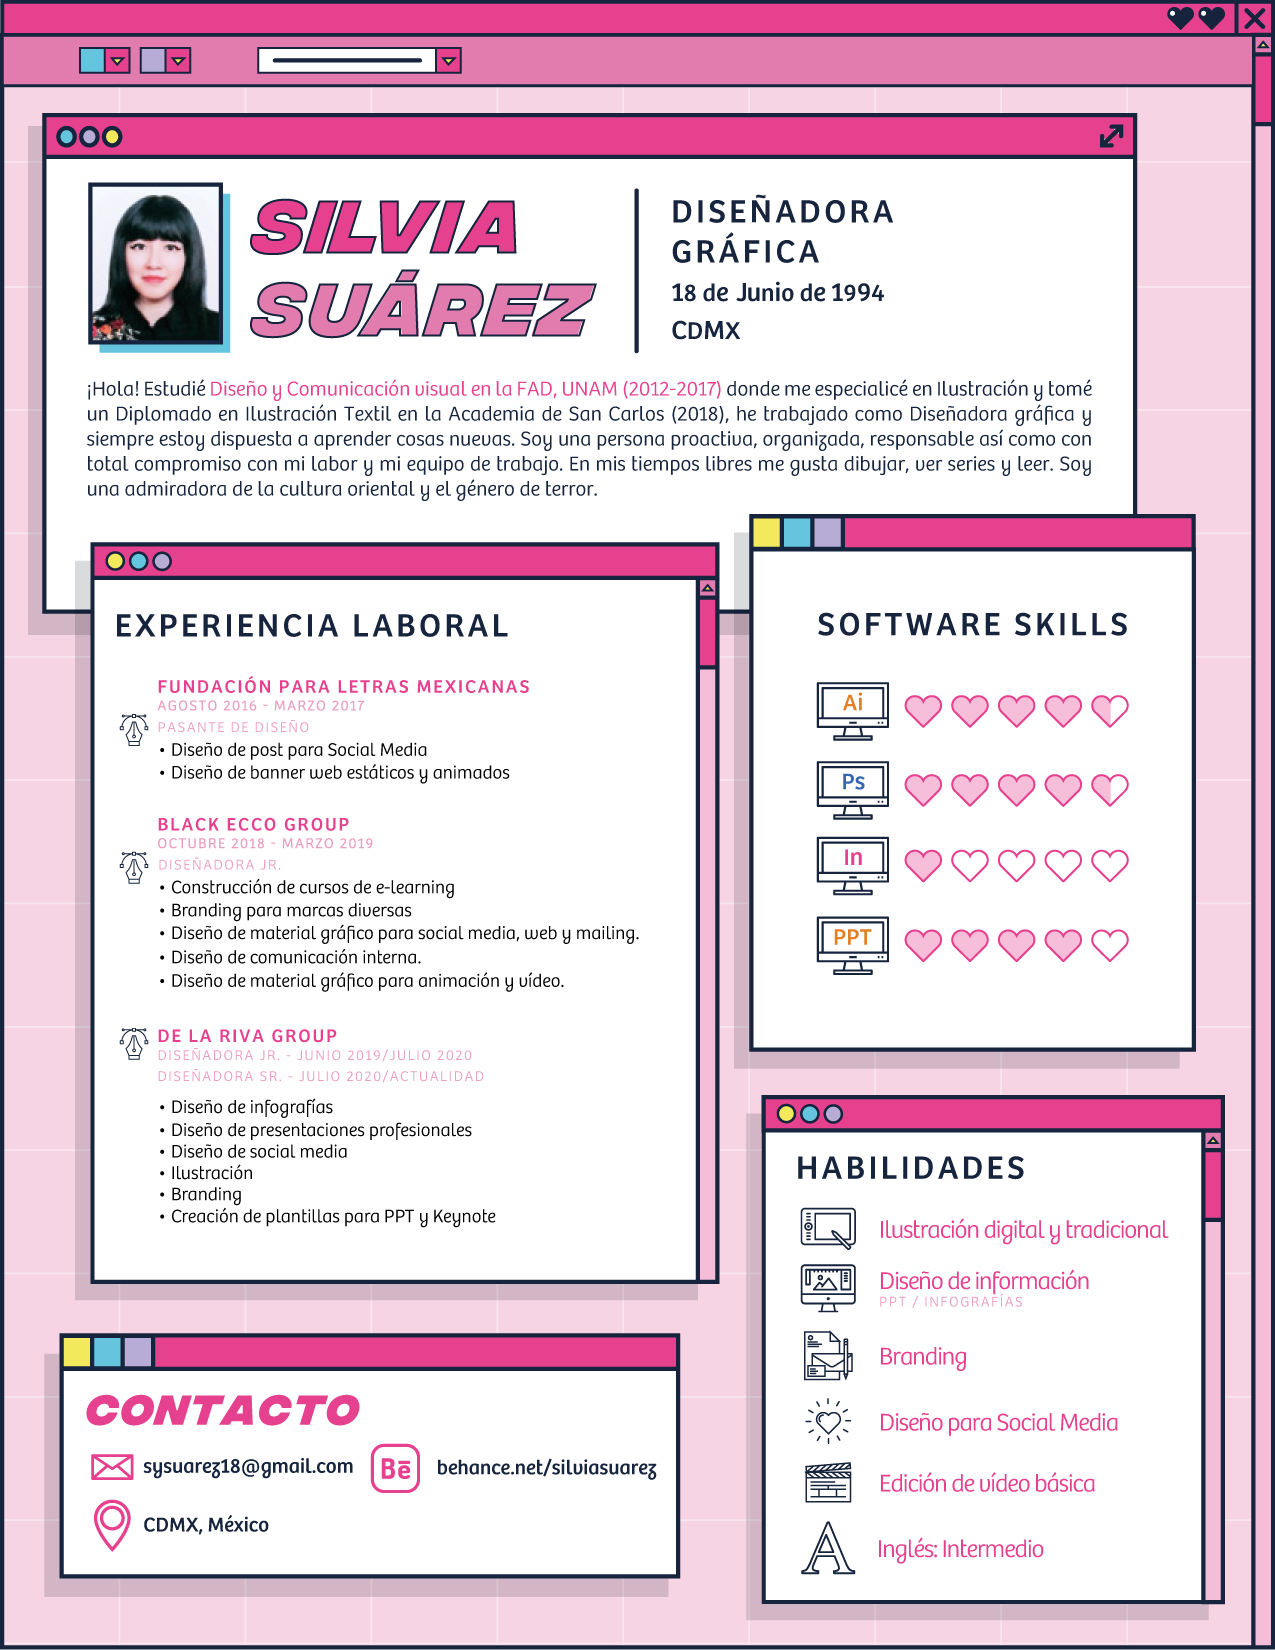 SILVIA
SUÁREZ
DISEÑADORA
GRÁFICA
18 de Junio de 1994
CDMX
¡Hola! Estudié Diseño y Comunicación visual en la FAD, UNAM (2012-2017) donde me especialicé en Ilustración y tomé
un Diplomado en Ilustración Textil en la Academia de San Carlos (2018), he trabajado como Diseñadora gráfica y
siempre estoy dispuesta a aprender cosas nuevas. Soy una persona proactiva, organizada, responsable así como con
total compromiso con mi labor y mi equipo de trabajo. En mis tiempos libres me gusta dibujar, ver series y leer. Soy
una admiradora de la cultura oriental y el género de terror.
EXPERIENCIA LABORAL
FUNDACIÓN PARA LETRAS MEXICANAS
AGOSTO 2016 - MARZO 2017
PASANTE DE DISEÑO
• Diseño de post para Social Media
• Diseño de banner web estáticos y animados
BLACK ECCO GROUP
OCTUBRE 2018 - MARZO 2019
DISEÑADORA JR.
• Construcción de cursos de e-learning
• Branding para marcas diversas
• Diseño de material gráfico para social media, web y mailing.
• Diseño de comunicación interna.
• Diseño de material gráfico para animación y vídeo.
DE LA RIVA GROUP
DISEÑADORA JR. - JUNIO 2019/JULIO 2020
DISEÑADORA SR. - JULIO 2020/ACTUALIDAD
• Diseño de infografías
• Diseño de presentaciones profesionales
• Diseño de social media
• Ilustración
• Branding
• Creación de plantillas para PPT y Keynote
SOFTWARE SKILLS
Ai
Ps
In
PPT
HABILIDADES
Ilustración digital y tradicional
Diseño de información
PPT / INFOGRAFÍAS
Branding
Diseño para Social Media
Edición de vídeo básica
A Inglés: Intermedio
CONTACTO
sysuarez18@gmail.com
Bē behance.net/silviasuarez
CDMX, México